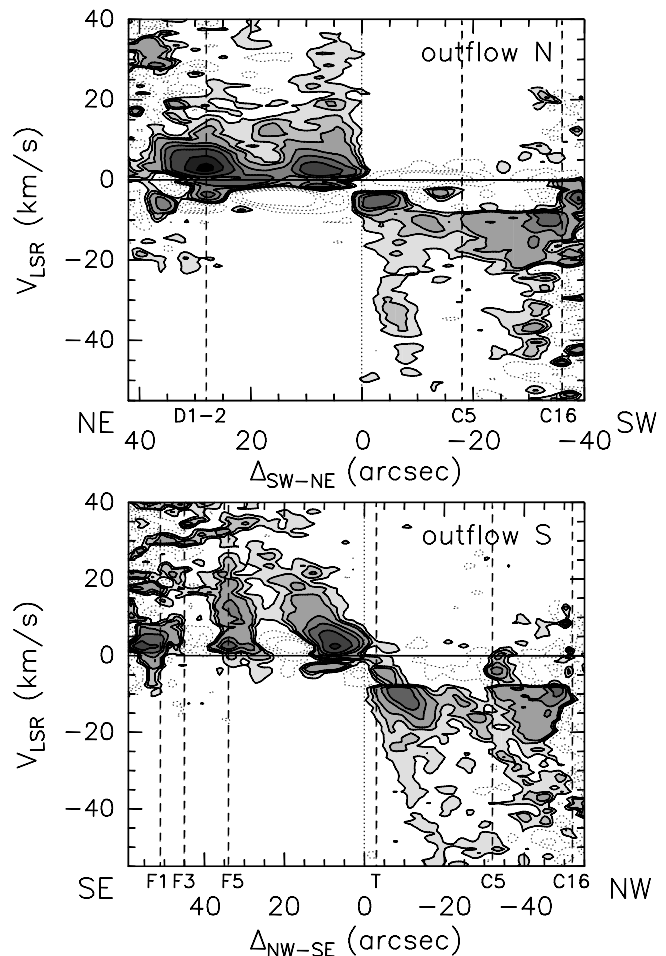 40
outflow N
20
0
−20
−40
V_LSR (km/s)
NE D1−2 C5 C16 SW
40 20 0 −20 −40
Δ_SW−NE (arcsec)
40
outflow S
20
0
−20
−40
V_LSR (km/s)
SE F1 F3 F5 T C5 C16 NW
40 20 0 −20 −40
Δ_NW−SE (arcsec)